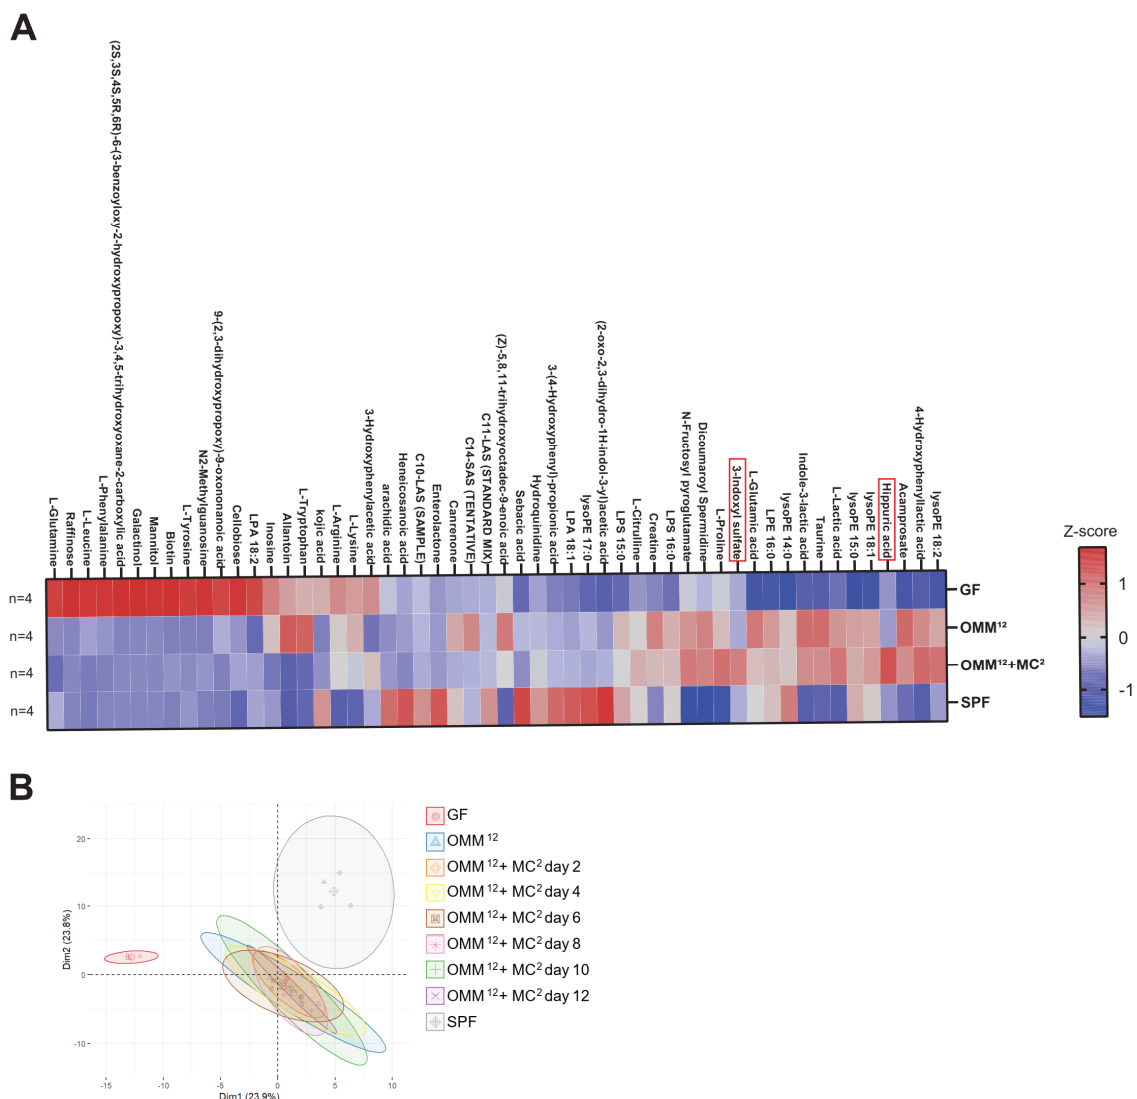 A
L-Glutamine
Raffinose
L-Leucine
L-Phenylalanine
(2S,3S,4S,5R,6R)-6-(3-benzoyloxy-2-hydroxypropoxy)-3,4,5-trihydroxyoxane-2-carboxylic acid
Galactinol
Mannitol
Biotin
L-Tyrosine
N2-Methylguanosine
9-(2,3-dihydroxypropoxy)-9-oxononanoic acid
Cellobiose
LPA 18:2
Inosine
Allantoin
L-Tryptophan
kojic acid
L-Arginine
L-Lysine
3-Hydroxyphenylacetic acid
arachidic acid
Heneicosanoic acid
C10-LAS (SAMPLE)
Enterolactone
Canrenone
C14-SAS (TENTATIVE)
C11-LAS (STANDARD MIX)
(Z)-5,8,11-trihydroxyoctadec-9-enoic acid
Sebacic acid
Hydroquinidine
3-(4-Hydroxyphenyl)-propionic acid
LPA 18:1
lysoPE 17:0
(2-oxo-2,3-dihydro-1H-indol-3-yl)acetic acid
LPS 15:0
L-Citrulline
Creatine
LPS 16:0
N-Fructosyl pyroglutamate
Dicoumaroyl Spermidine
L-Proline
3-Indoxyl sulfate
L-Glutamic acid
LPE 16:0
lysoPE 14:0
Indole-3-lactic acid
Taurine
L-Lactic acid
lysoPE 15:0
lysoPE 18:1
Hippuric acid
Acamprosate
4-Hydroxyphenyllactic acid
lysoPE 18:2
n=4 GF
n=4 OMM¹²
n=4 OMM¹²+MC²
n=4 SPF
Z-score
1
0
-1
B
20
10
0
-10
Dim2 (23.8%)
-15 -10 -5 0 5 10
Dim1 (23.9%)
GF
OMM ¹²
OMM ¹²+ MC² day 2
OMM ¹²+ MC² day 4
OMM ¹²+ MC² day 6
OMM ¹²+ MC² day 8
OMM ¹²+ MC² day 10
OMM ¹²+ MC² day 12
SPF